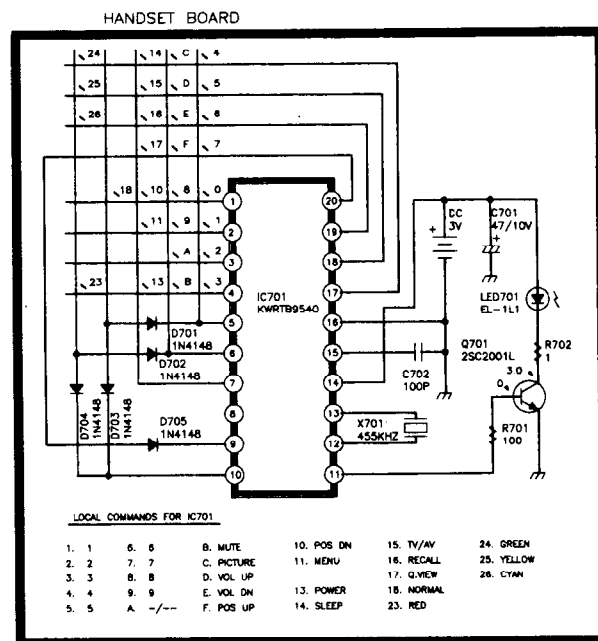 HANDSET BOARD
24 14 C 4
25 15 D 5
26 16 E 6
17 F 7
18 10 8 0
11 9 1
A 2
23 13 B 3
1 20
2 19
3 18
4 17
5 16
6 15
7 14
8 13
9 12
10 11
IC701
KWRTB9540
D701
1N4148
D702
1N4148
D704
1N4148
D703
1N4148
D705
1N4148
DC
3V
+
C701
47/10V
+
LED701
EL-1L1
R702
1
Q701
2SC2001L
3.0
0
C702
100P
X701
455KHZ
R701
100
LOCAL COMMANDS FOR IC701
1. 1 6. 6 B. MUTE 10. POS DN 15. TV/AV 24. GREEN
2. 2 7. 7 C. PICTURE 11. MENU 16. RECALL 25. YELLOW
3. 3 8. 8 D. VOL UP 17. Q.VIEW 26. CYAN
4. 4 9. 9 E. VOL DN 13. POWER 18. NORMAL
5. 5 A. -/-- F. POS UP 14. SLEEP 23. RED